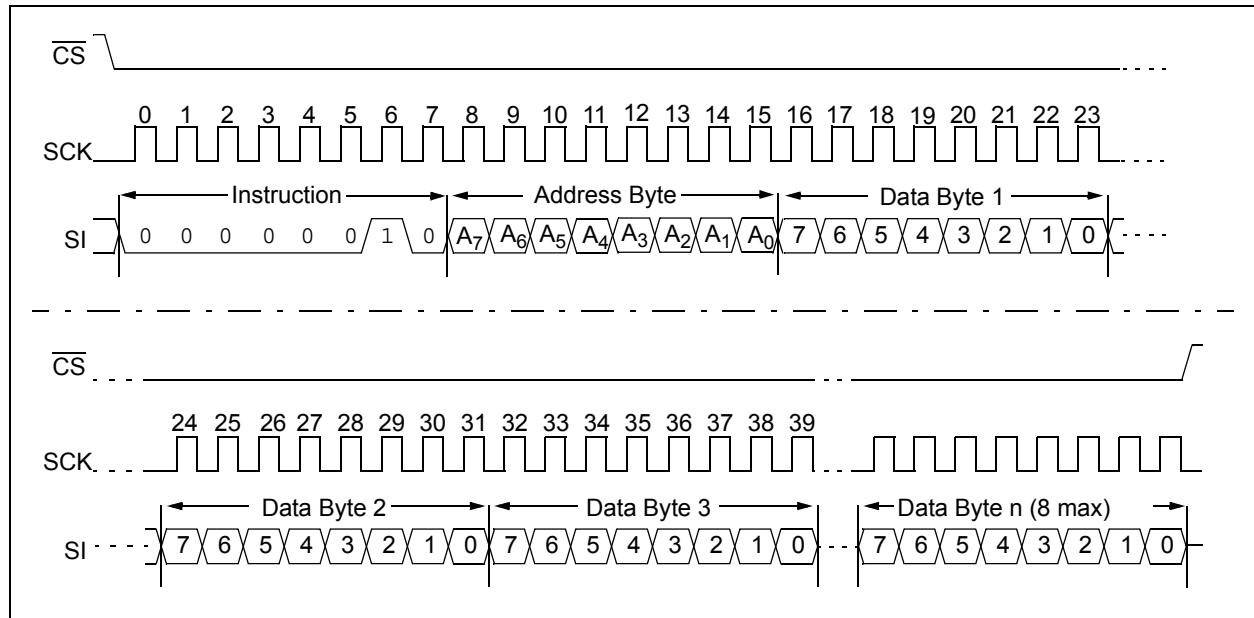 CS
0 1 2 3 4 5 6 7 8 9 10 11 12 13 14 15 16 17 18 19 20 21 22 23
SCK
Instruction Address Byte Data Byte 1
SI 0 0 0 0 0 0 1 0 A7 A6 A5 A4 A3 A2 A1 A0 7 6 5 4 3 2 1 0
CS
24 25 26 27 28 29 30 31 32 33 34 35 36 37 38 39
SCK
Data Byte 2 Data Byte 3 Data Byte n (8 max)
SI 7 6 5 4 3 2 1 0 7 6 5 4 3 2 1 0 7 6 5 4 3 2 1 0